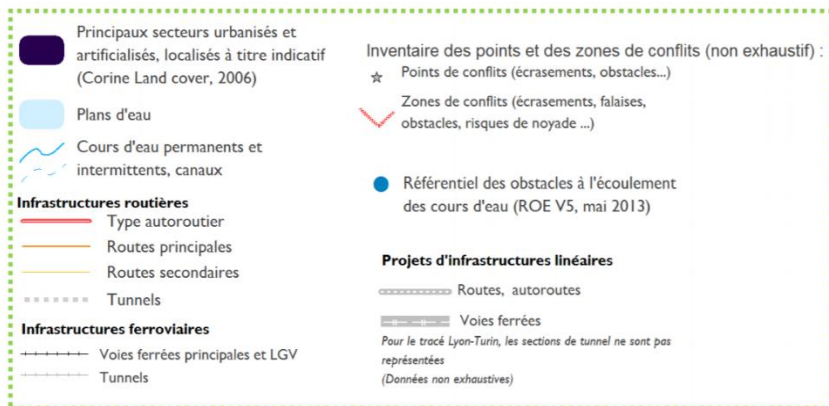 Principaux secteurs urbanisés et
artificialisés, localisés à titre indicatif
(Corine Land cover, 2006)
Plans d'eau
Cours d'eau permanents et
intermittents, canaux
Infrastructures routières
Type autoroutier
Routes principales
Routes secondaires
Tunnels
Infrastructures ferroviaires
Voies ferrées principales et LGV
Tunnels
Inventaire des points et des zones de conflits (non exhaustif) :
Points de conflits (écrasements, obstacles...)
Zones de conflits (écrasements, falaises,
obstacles, risques de noyade ...)
Référentiel des obstacles à l'écoulement
des cours d'eau (ROE V5, mai 2013)
Projets d'infrastructures linéaires
Routes, autoroutes
Voies ferrées
Pour le tracé Lyon-Turin, les sections de tunnel ne sont pas
représentées
(Données non exhaustives)